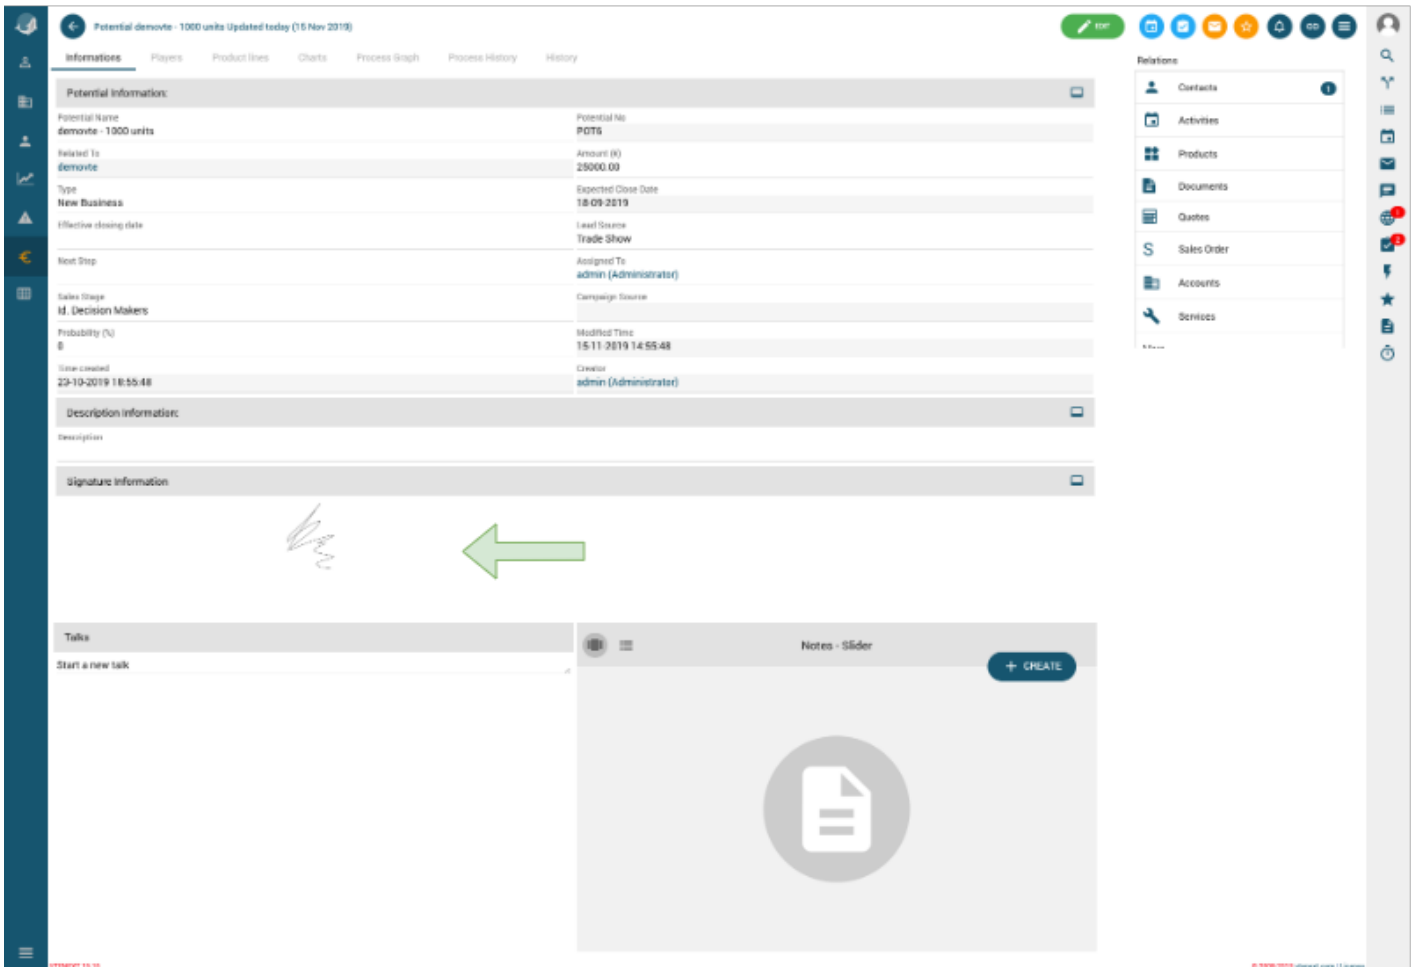 Potential demovte - 1000 units Updated today (15 Nov 2019)
EDIT
Informations Players Product lines Charts Process Graph Process History History
Potential Information:
Potential Name
demovte - 1000 units
Potential No
POT6
Related To
demovte
Amount (€)
25000.00
Type
New Business
Expected Close Date
18-09-2019
Effective closing date
Lead Source
Trade Show
Next Step
Assigned To
admin (Administrator)
Sales Stage
Id. Decision Makers
Campaign Source
Probability (%)
0
Modified Time
15-11-2019 14:55:48
Time created
23-10-2019 18:55:48
Creator
admin (Administrator)
Description Information:
Description
Signature Information
Talks
Start a new talk
Notes - Slider
+ CREATE
Relations
Contacts 1
Activities
Products
Documents
Quotes
S Sales Order
Accounts
Services
1
2